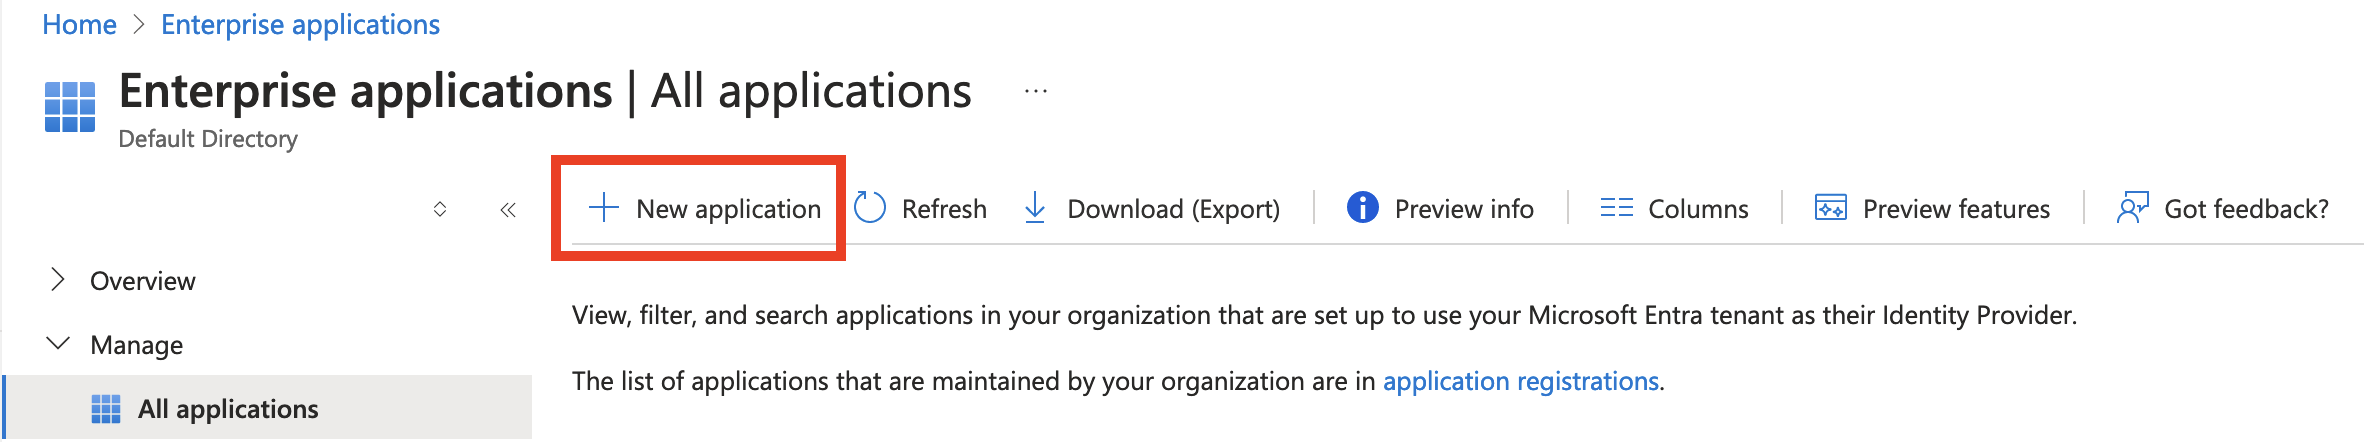 Home > Enterprise applications
Enterprise applications | All applications ...
Default Directory
New application Refresh Download (Export) Preview info Columns Preview features Got feedback?
Overview
View, filter, and search applications in your organization that are set up to use your Microsoft Entra tenant as their Identity Provider.
Manage
The list of applications that are maintained by your organization are in application registrations.
All applications